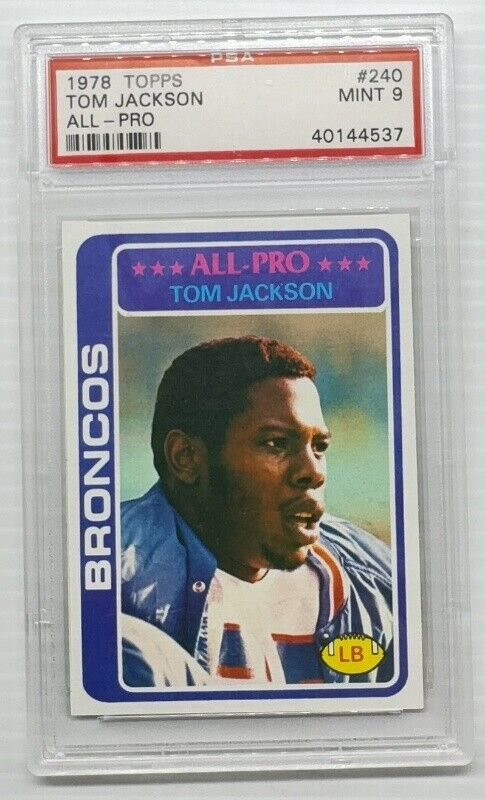 PSA
1978 TOPPS #240
TOM JACKSON MINT 9
ALL-PRO
40144537
★★★ALL-PRO★★★
TOM JACKSON
BRONCOS
LB